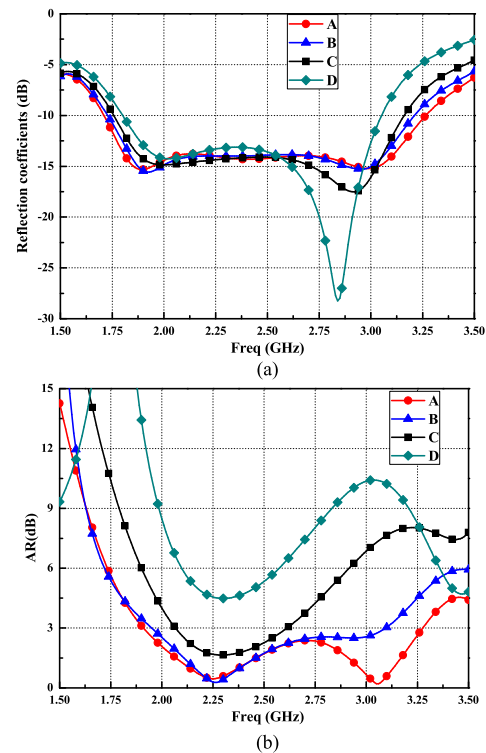 0
-5
-10
-15
-20
-25
-30
Reflection coefficients (dB)
A
B
C
D
1.50 1.75 2.00 2.25 2.50 2.75 3.00 3.25 3.50
Freq (GHz)
(a)
15
12
9
6
3
0
AR(dB)
A
B
C
D
1.50 1.75 2.00 2.25 2.50 2.75 3.00 3.25 3.50
Freq (GHz)
(b)